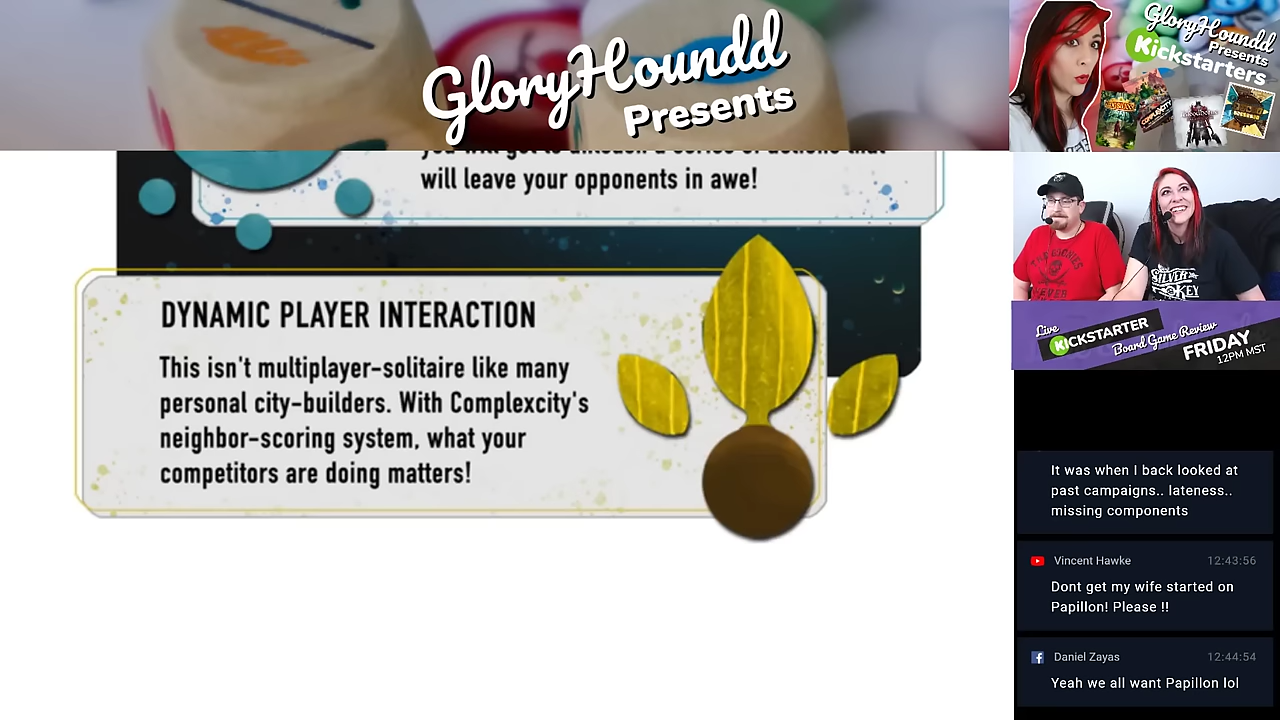 GloryHoundd
Presents
GloryHoundd
Presents
Kickstarters
will leave your opponents in awe!
DYNAMIC PLAYER INTERACTION
This isn't multiplayer-solitaire like many
personal city-builders. With Complexcity's
neighbor-scoring system, what your
competitors are doing matters!
Live
KICKSTARTER
Board Game Review
FRIDAY
12PM MST
It was when I back looked at
past campaigns.. lateness..
missing components
Vincent Hawke 12:43:56
Dont get my wife started on
Papillon! Please !!
Daniel Zayas 12:44:54
Yeah we all want Papillon lol